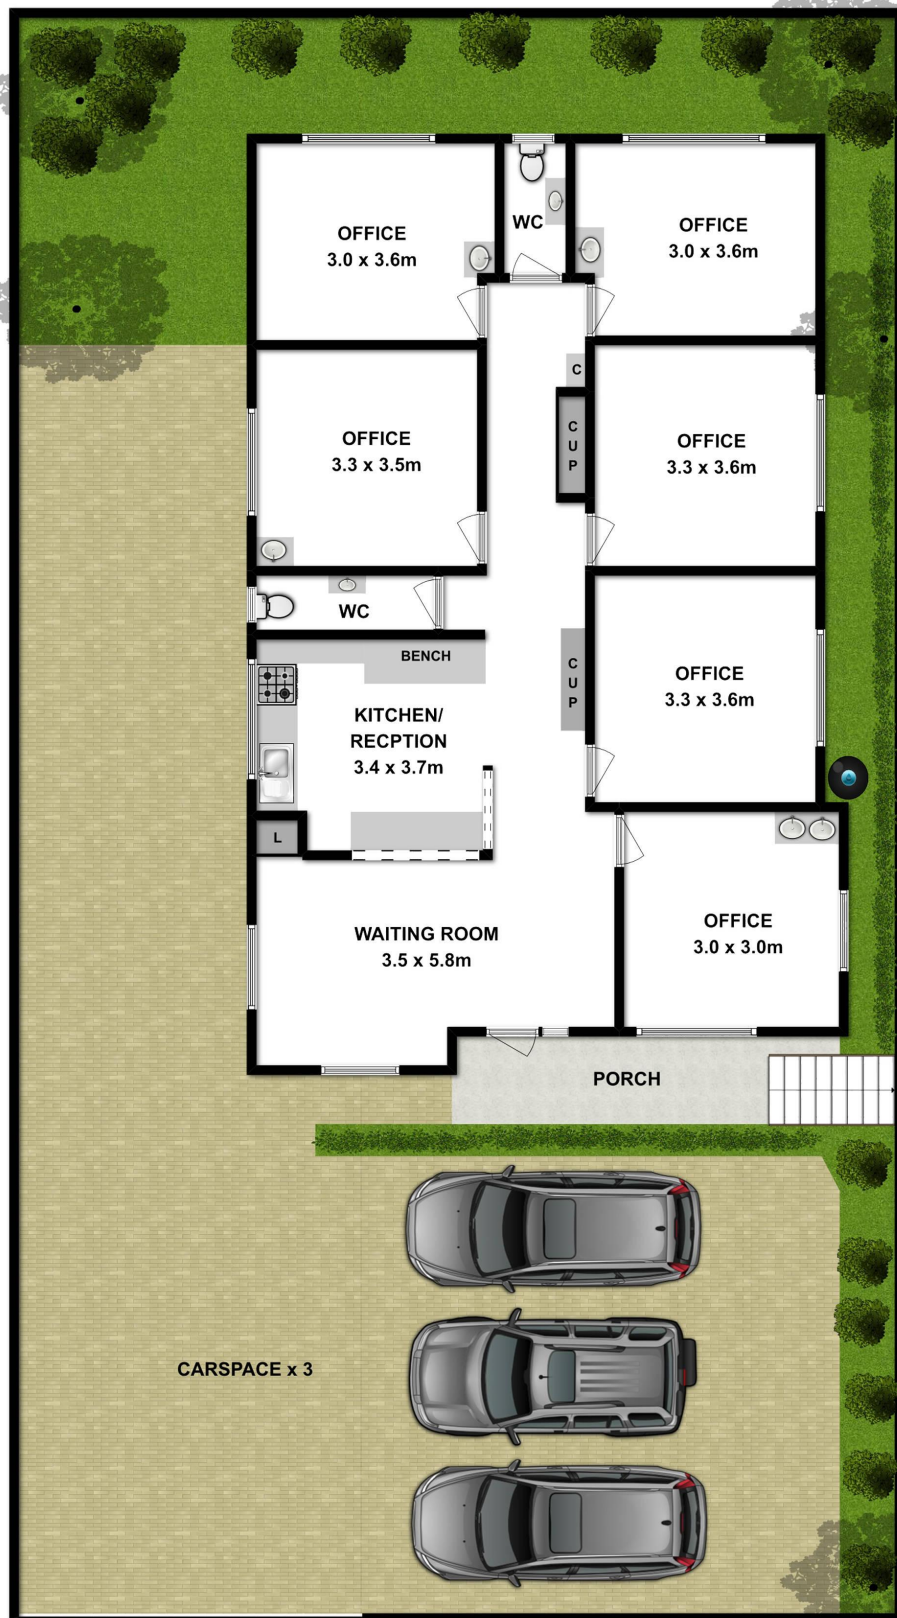 OFFICE
3.0 x 3.6m
WC
OFFICE
3.0 x 3.6m
C
OFFICE
3.3 x 3.5m
C
U
P
OFFICE
3.3 x 3.6m
WC
BENCH
C
U
P
OFFICE
3.3 x 3.6m
KITCHEN/
RECPTION
3.4 x 3.7m
L
WAITING ROOM
3.5 x 5.8m
OFFICE
3.0 x 3.0m
PORCH
CARSPACE x 3